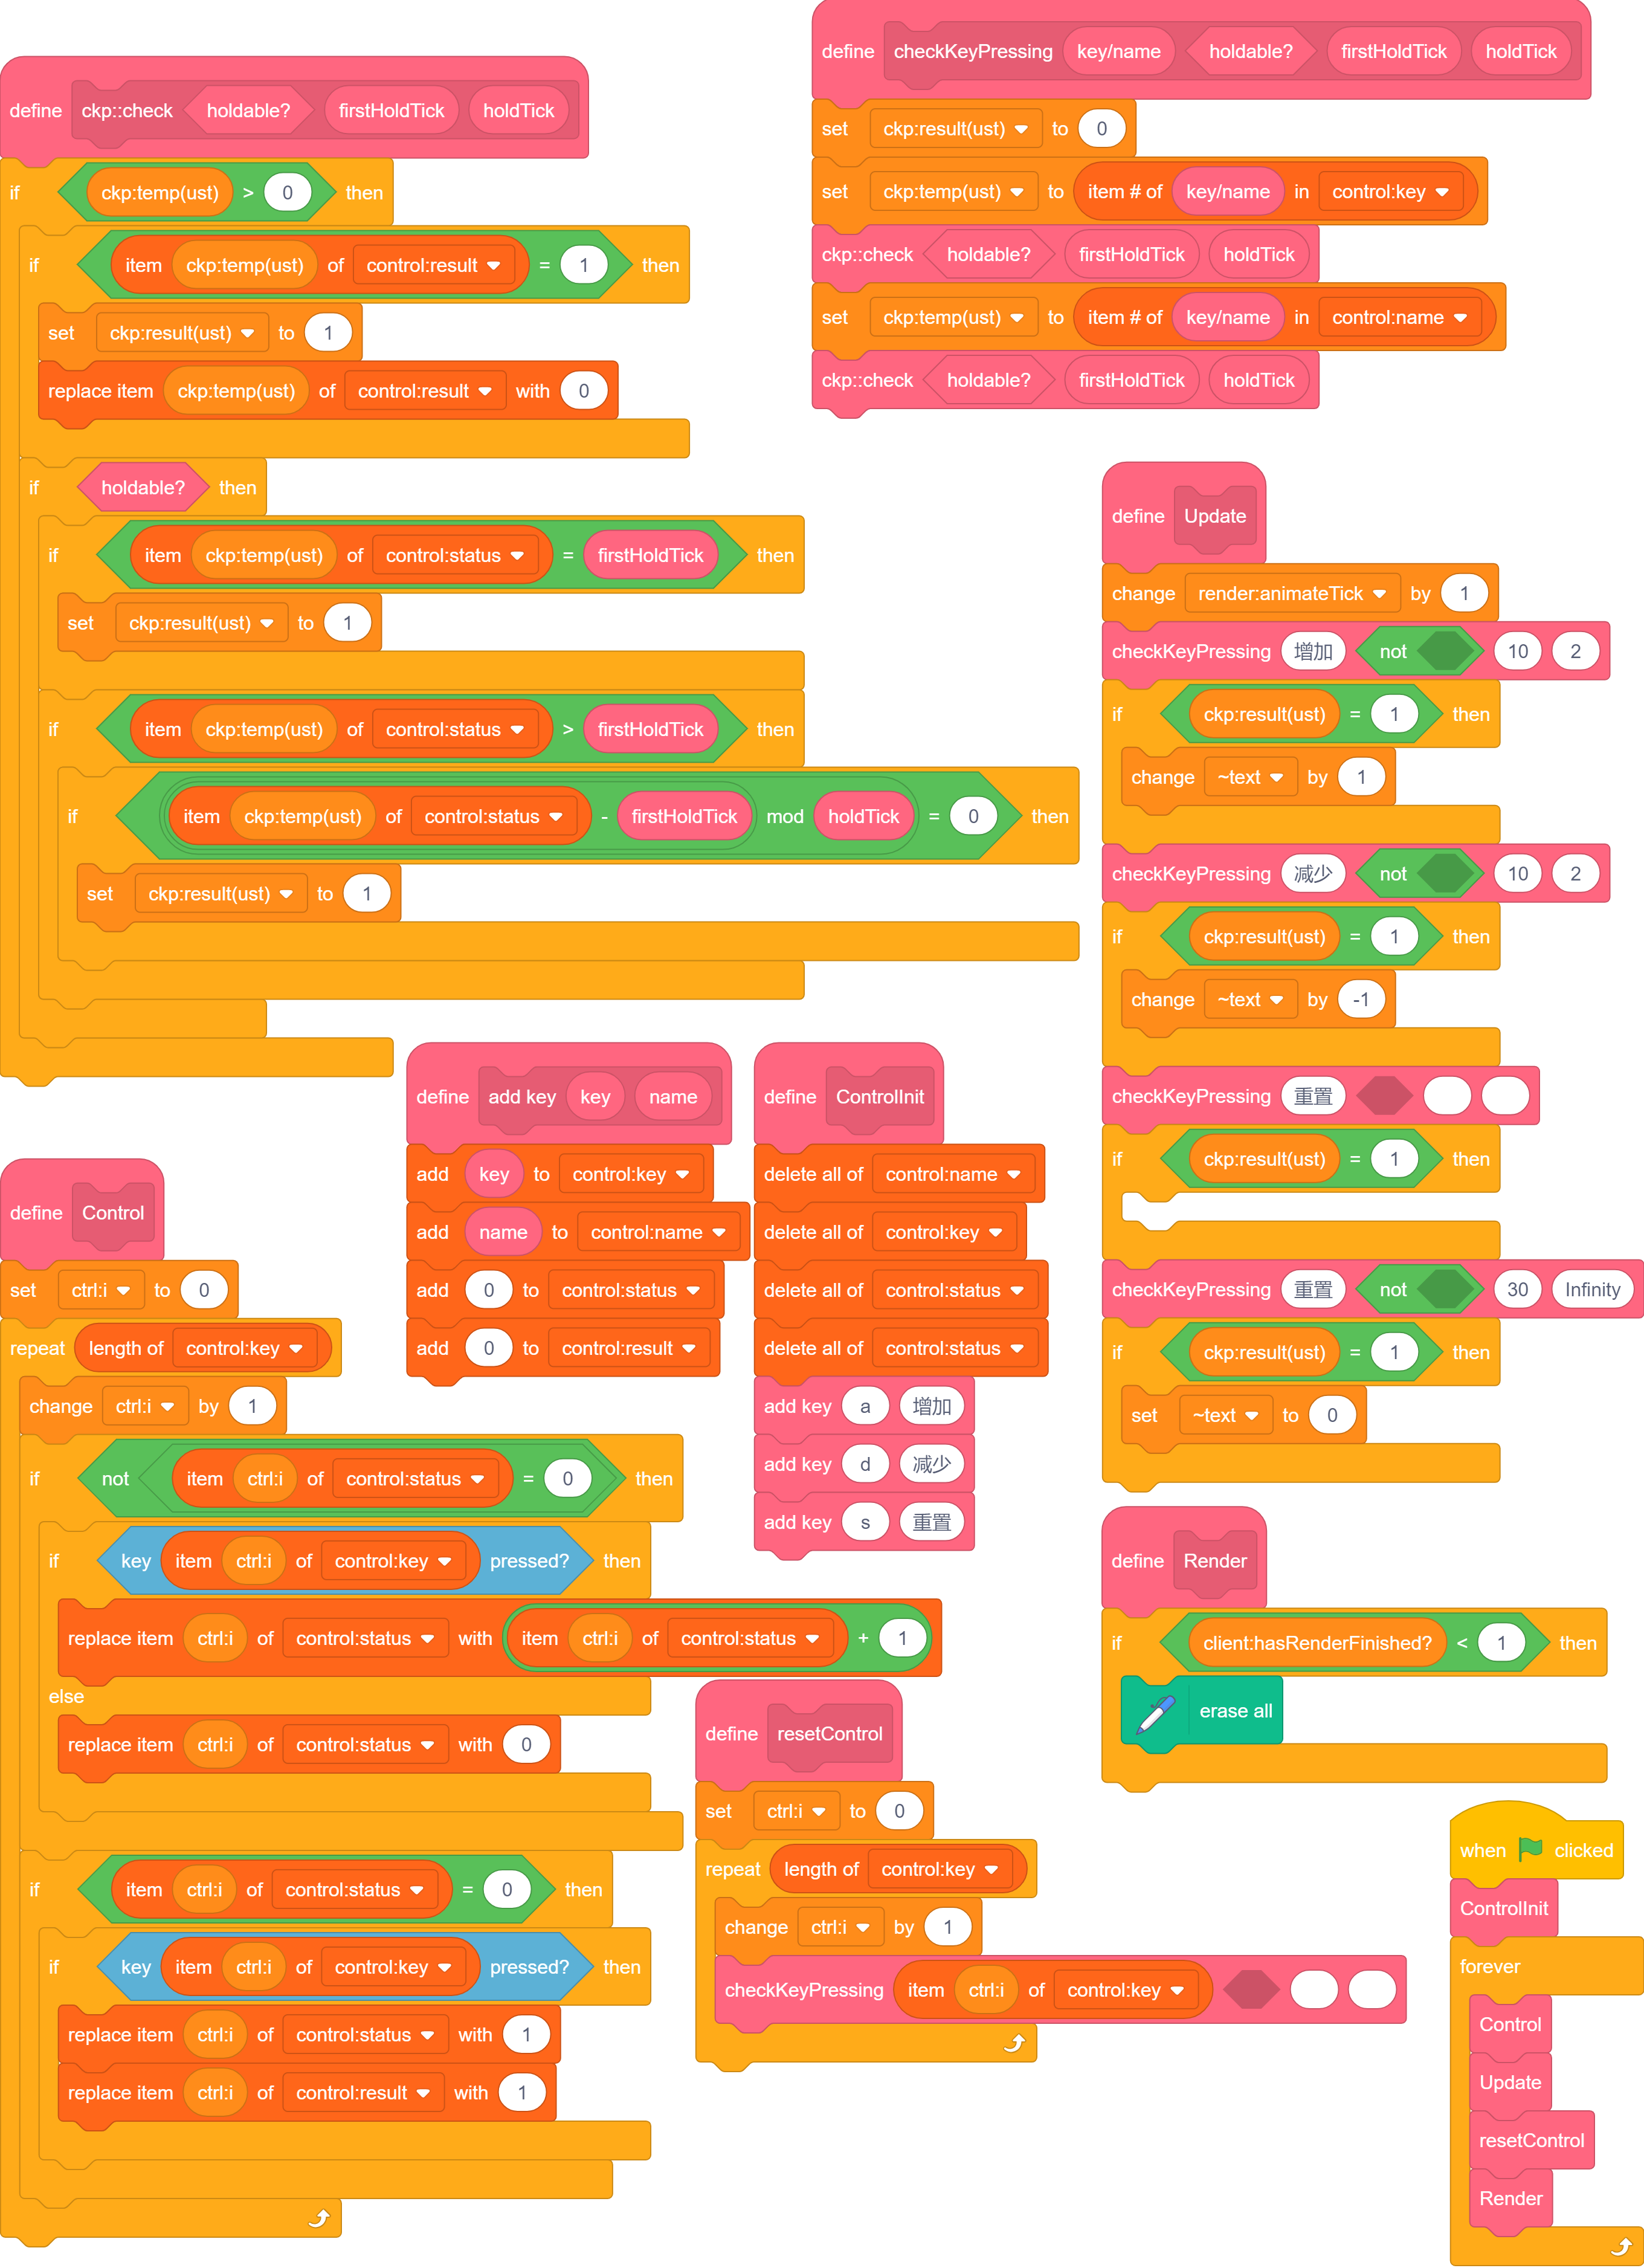 define ckp::check holdable? firstHoldTick holdTick
if ckp:temp(ust) > 0 then
if item ckp:temp(ust) of control:result = 1 then
set ckp:result(ust) to 1
replace item ckp:temp(ust) of control:result with 0
if holdable? then
if item ckp:temp(ust) of control:status = firstHoldTick then
set ckp:result(ust) to 1
if item ckp:temp(ust) of control:status > firstHoldTick then
if item ckp:temp(ust) of control:status - firstHoldTick mod holdTick = 0 then
set ckp:result(ust) to 1
define checkKeyPressing key/name holdable? firstHoldTick holdTick
set ckp:result(ust) to 0
set ckp:temp(ust) to item # of key/name in control:key
ckp::check holdable? firstHoldTick holdTick
set ckp:temp(ust) to item # of key/name in control:name
ckp::check holdable? firstHoldTick holdTick
define Update
change render:animateTick by 1
checkKeyPressing 增加 not 10 2
if ckp:result(ust) = 1 then
change ~text by 1
checkKeyPressing 减少 not 10 2
if ckp:result(ust) = 1 then
change ~text by -1
checkKeyPressing 重置
if ckp:result(ust) = 1 then
checkKeyPressing 重置 not 30 Infinity
if ckp:result(ust) = 1 then
set ~text to 0
define add key key name
add key to control:key
add name to control:name
add 0 to control:status
add 0 to control:result
define ControlInit
delete all of control:name
delete all of control:key
delete all of control:status
delete all of control:status
add key a 增加
add key d 减少
add key s 重置
define Control
set ctrl:i to 0
repeat length of control:key
change ctrl:i by 1
if not item ctrl:i of control:status = 0 then
if key item ctrl:i of control:key pressed? then
replace item ctrl:i of control:status with item ctrl:i of control:status + 1
else
replace item ctrl:i of control:status with 0
if item ctrl:i of control:status = 0 then
if key item ctrl:i of control:key pressed? then
replace item ctrl:i of control:status with 1
replace item ctrl:i of control:result with 1
define resetControl
set ctrl:i to 0
repeat length of control:key
change ctrl:i by 1
checkKeyPressing item ctrl:i of control:key
define Render
if client:hasRenderFinished? < 1 then
erase all
when clicked
ControlInit
forever
Control
Update
resetControl
Render